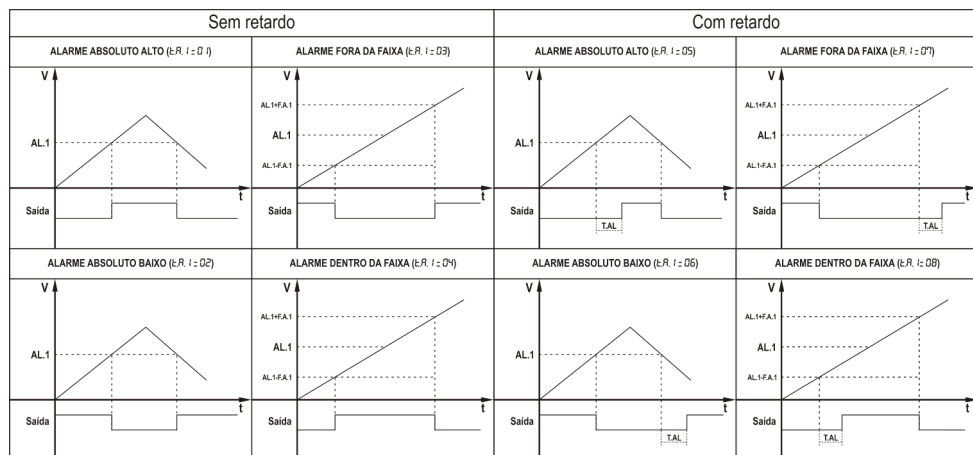 Sem retardo
Com retardo
ALARME ABSOLUTO ALTO (t.A. 1 = 01)
ALARME FORA DA FAIXA (t.A. 1 = 03)
ALARME ABSOLUTO ALTO (t.A. 1 = 05)
ALARME FORA DA FAIXA (t.A. 1 = 07)
V
AL.1
t
Saída
V
AL.1+F.A.1
AL.1
AL.1-F.A.1
t
Saída
V
AL.1
t
Saída
T.AL
V
AL.1+F.A.1
AL.1
AL.1-F.A.1
t
Saída
T.AL
ALARME ABSOLUTO BAIXO (t.A. 1 = 02)
ALARME DENTRO DA FAIXA (t.A. 1 = 04)
ALARME ABSOLUTO BAIXO (t.A. 1 = 06)
ALARME DENTRO DA FAIXA (t.A. 1 = 08)
V
AL.1
t
Saída
V
AL.1+F.A.1
AL.1
AL.1-F.A.1
t
Saída
V
AL.1
t
Saída
T.AL
V
AL.1+F.A.1
AL.1
AL.1-F.A.1
t
Saída
T.AL